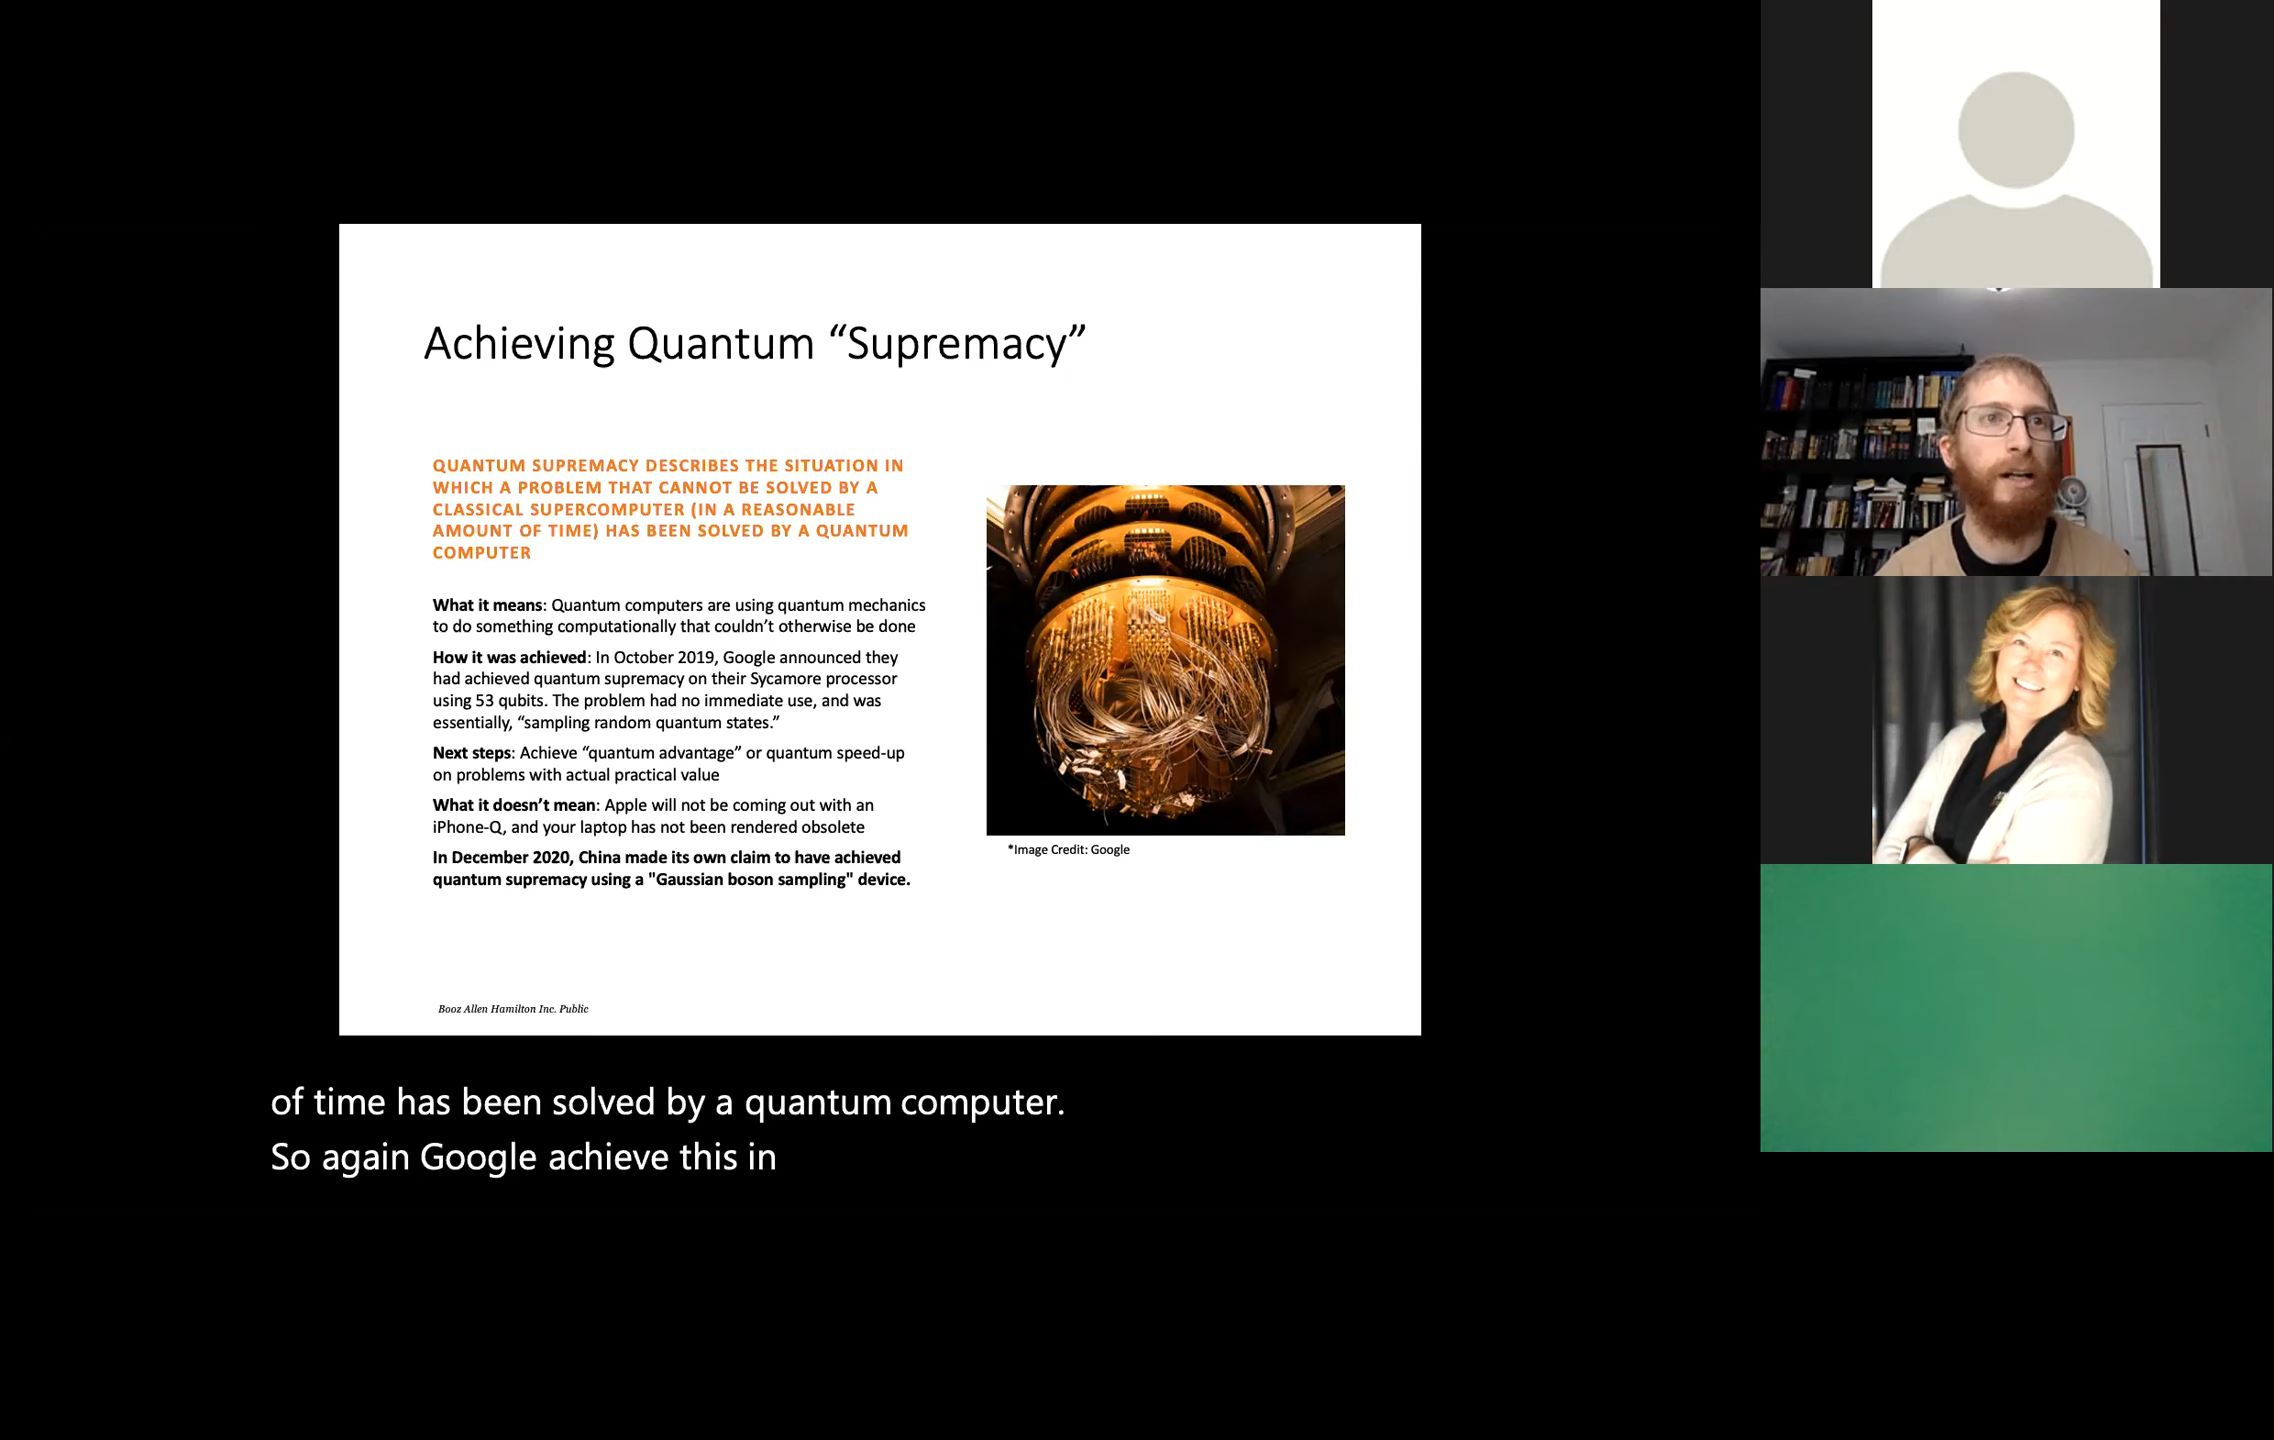 Achieving Quantum “Supremacy”
QUANTUM SUPREMACY DESCRIBES THE SITUATION IN
WHICH A PROBLEM THAT CANNOT BE SOLVED BY A
CLASSICAL SUPERCOMPUTER (IN A REASONABLE
AMOUNT OF TIME) HAS BEEN SOLVED BY A QUANTUM
COMPUTER
What it means: Quantum computers are using quantum mechanics
to do something computationally that couldn’t otherwise be done
How it was achieved: In October 2019, Google announced they
had achieved quantum supremacy on their Sycamore processor
using 53 qubits. The problem had no immediate use, and was
essentially, “sampling random quantum states.”
Next steps: Achieve “quantum advantage” or quantum speed-up
on problems with actual practical value
What it doesn’t mean: Apple will not be coming out with an
iPhone-Q, and your laptop has not been rendered obsolete
In December 2020, China made its own claim to have achieved
quantum supremacy using a "Gaussian boson sampling" device.
*Image Credit: Google
Booz Allen Hamilton Inc. Public
of time has been solved by a quantum computer.
So again Google achieve this in